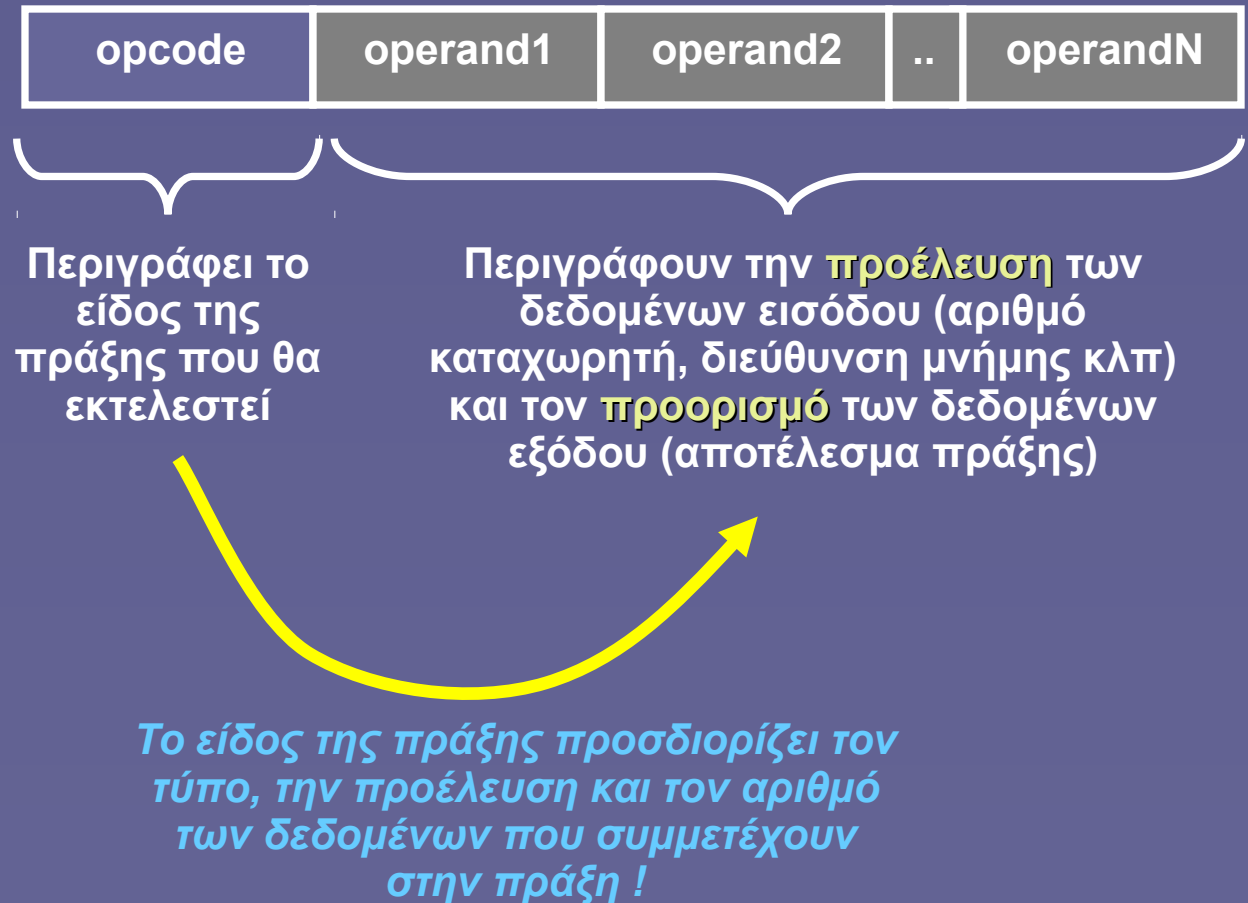 opcode operand1 operand2 .. operandN
Περιγράφει το
είδος της
πράξης που θα
εκτελεστεί
Περιγράφουν την προέλευση των
δεδομένων εισόδου (αριθμό
καταχωρητή, διεύθυνση μνήμης κλπ)
και τον προορισμό των δεδομένων
εξόδου (αποτέλεσμα πράξης)
Το είδος της πράξης προσδιορίζει τον
τύπο, την προέλευση και τον αριθμό
των δεδομένων που συμμετέχουν
στην πράξη !